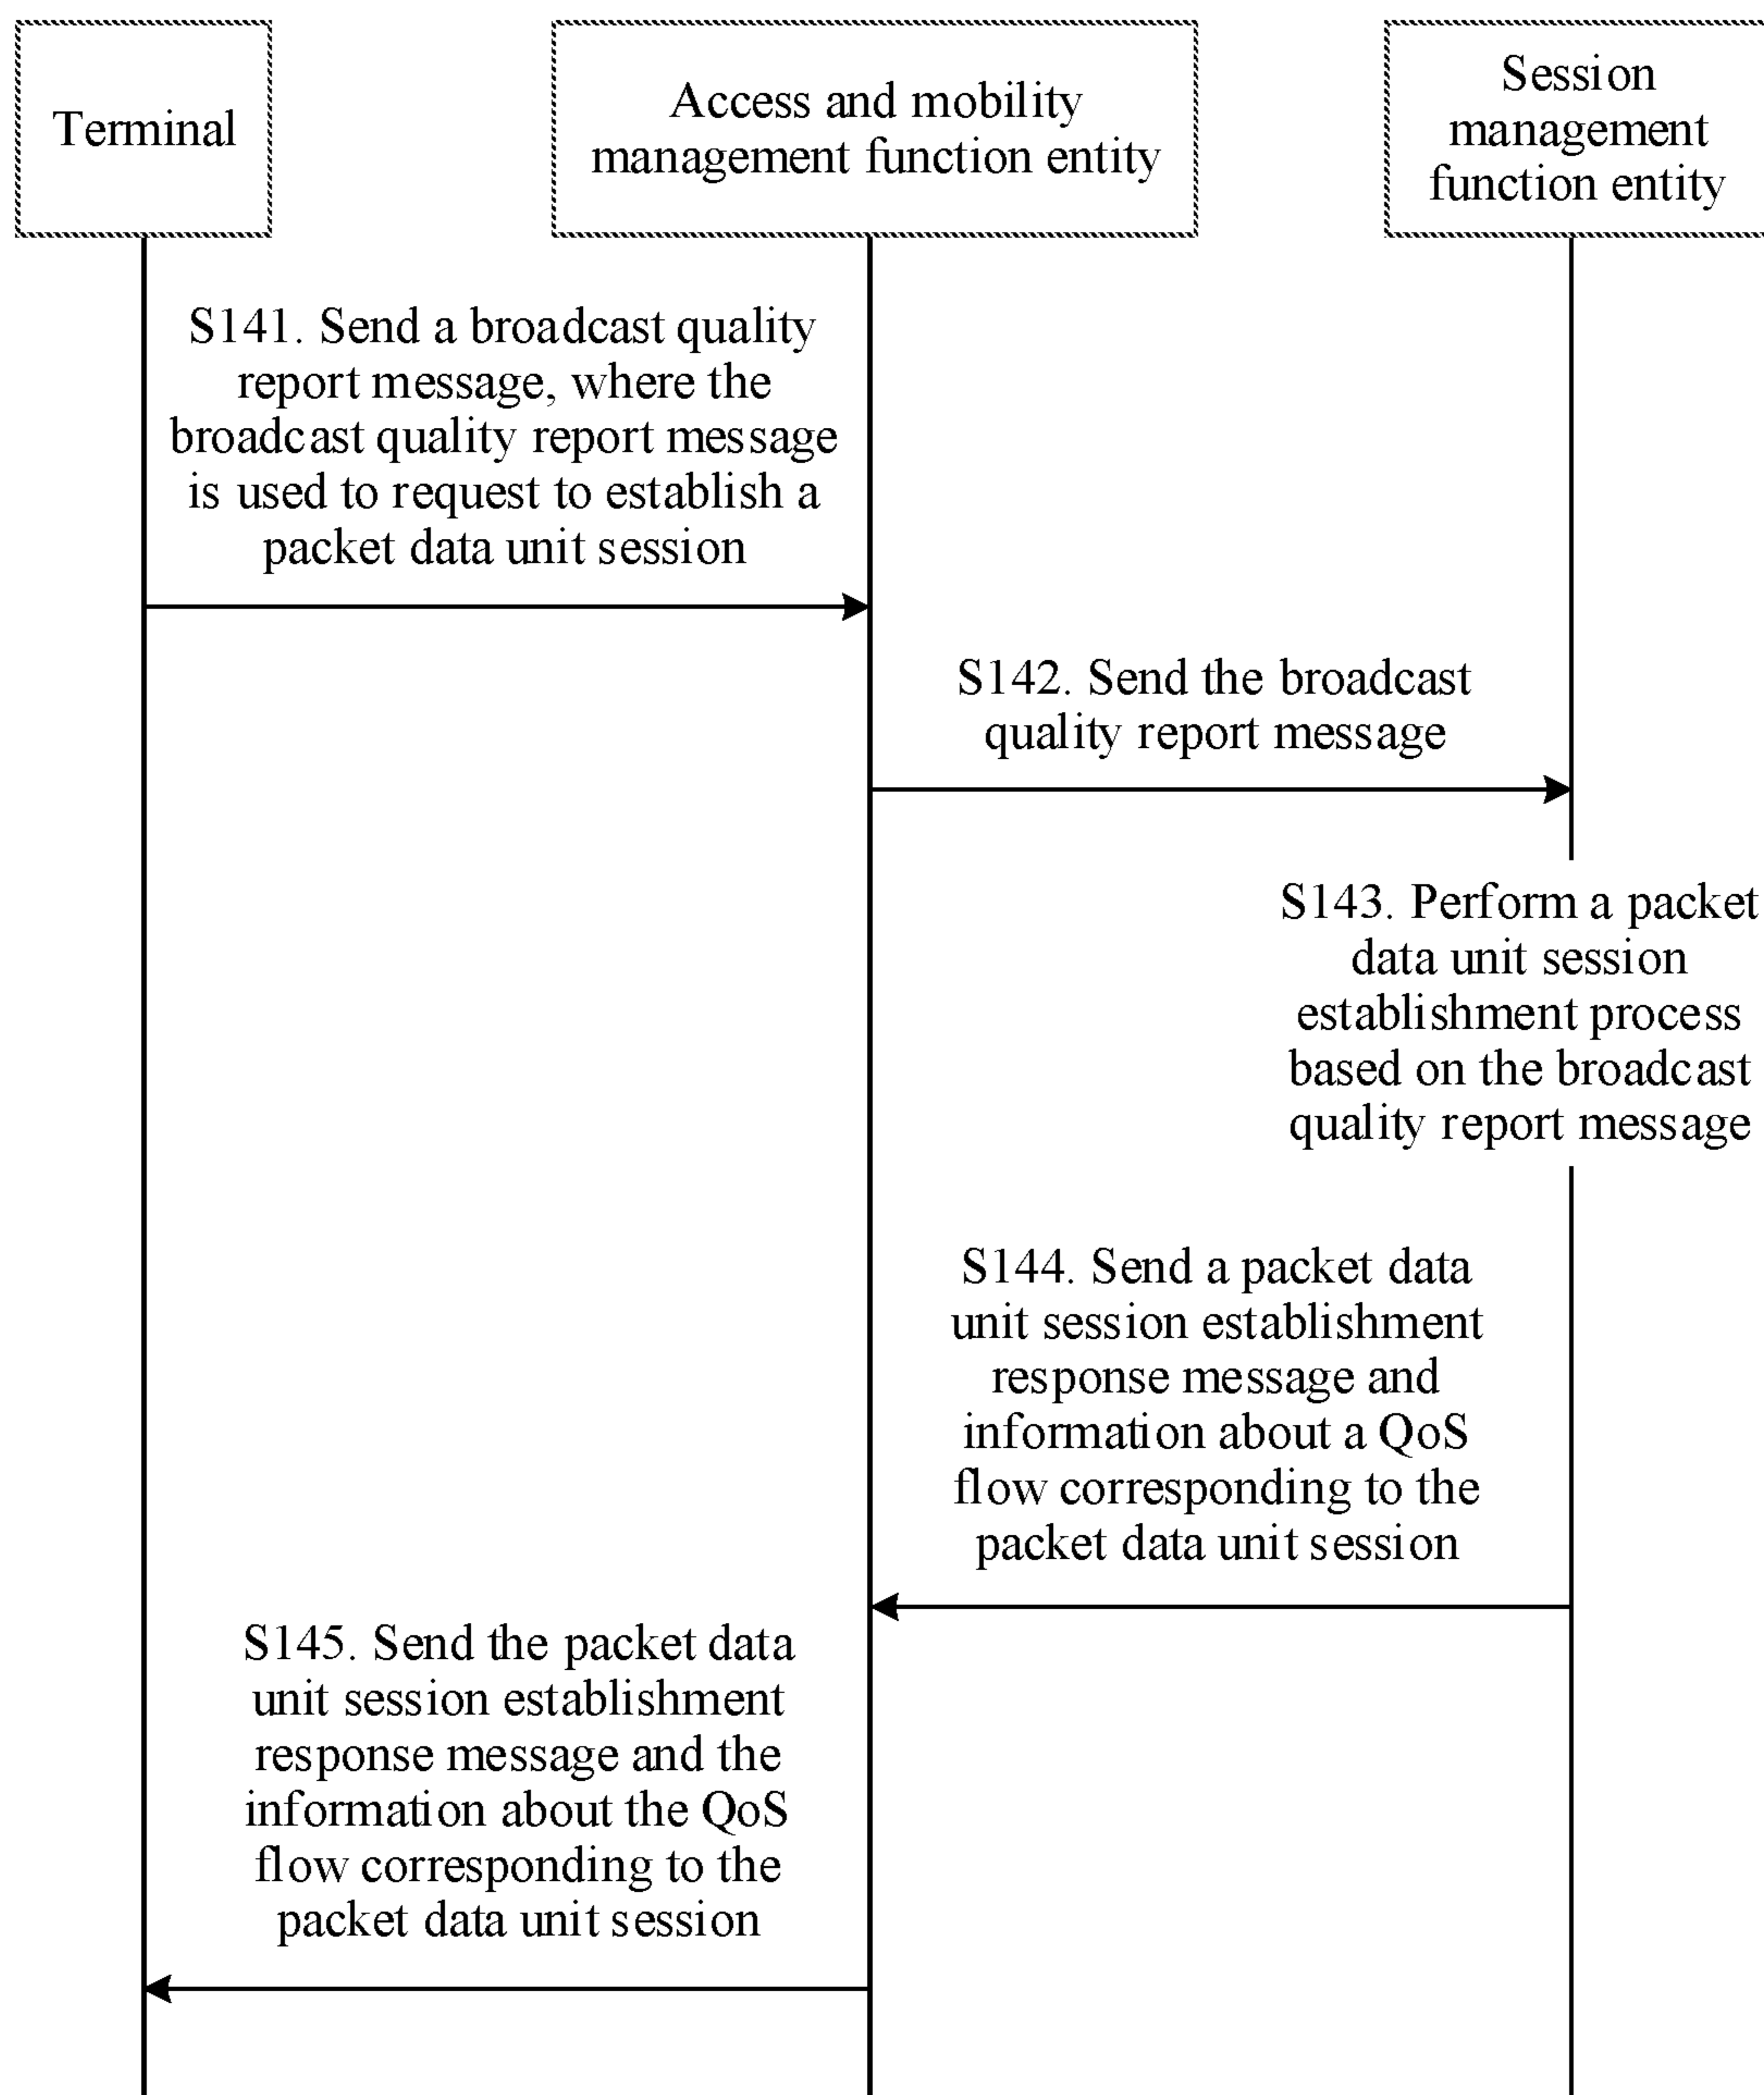 Terminal
Access and mobility
management function entity
Session
management
function entity
S141. Send a broadcast quality
report message, where the
broadcast quality report message
is used to request to establish a
packet data unit session
S142. Send the broadcast
quality report message
S143. Perform a packet
data unit session
establishment process
based on the broadcast
quality report message
S144. Send a packet data
unit session establishment
response message and
information about a QoS
flow corresponding to the
packet data unit session
S145. Send the packet data
unit session establishment
response message and the
information about the QoS
flow corresponding to the
packet data unit session